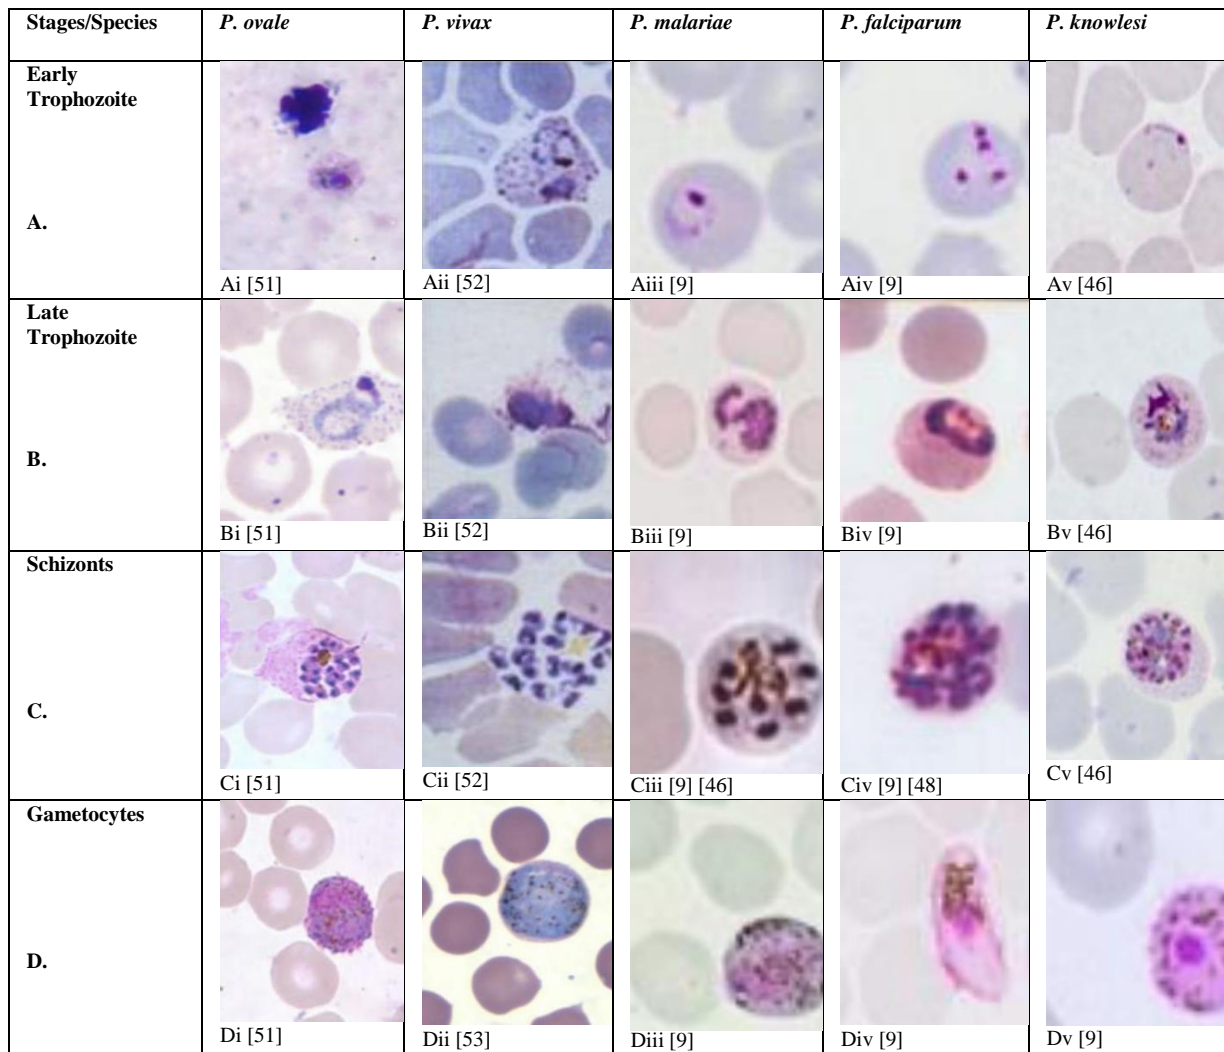 Stages/Species P. ovale P. vivax P. malariae P. falciparum P. knowlesi
Early
Trophozoite
A.
Ai [51] Aii [52] Aiii [9] Aiv [9] Av [46]
Late
Trophozoite
B.
Bi [51] Bii [52] Biii [9] Biv [9] Bv [46]
Schizonts
C.
Ci [51] Cii [52] Ciii [9] [46] Civ [9] [48] Cv [46]
Gametocytes
D.
Di [51] Dii [53] Diii [9] Div [9] Dv [9]